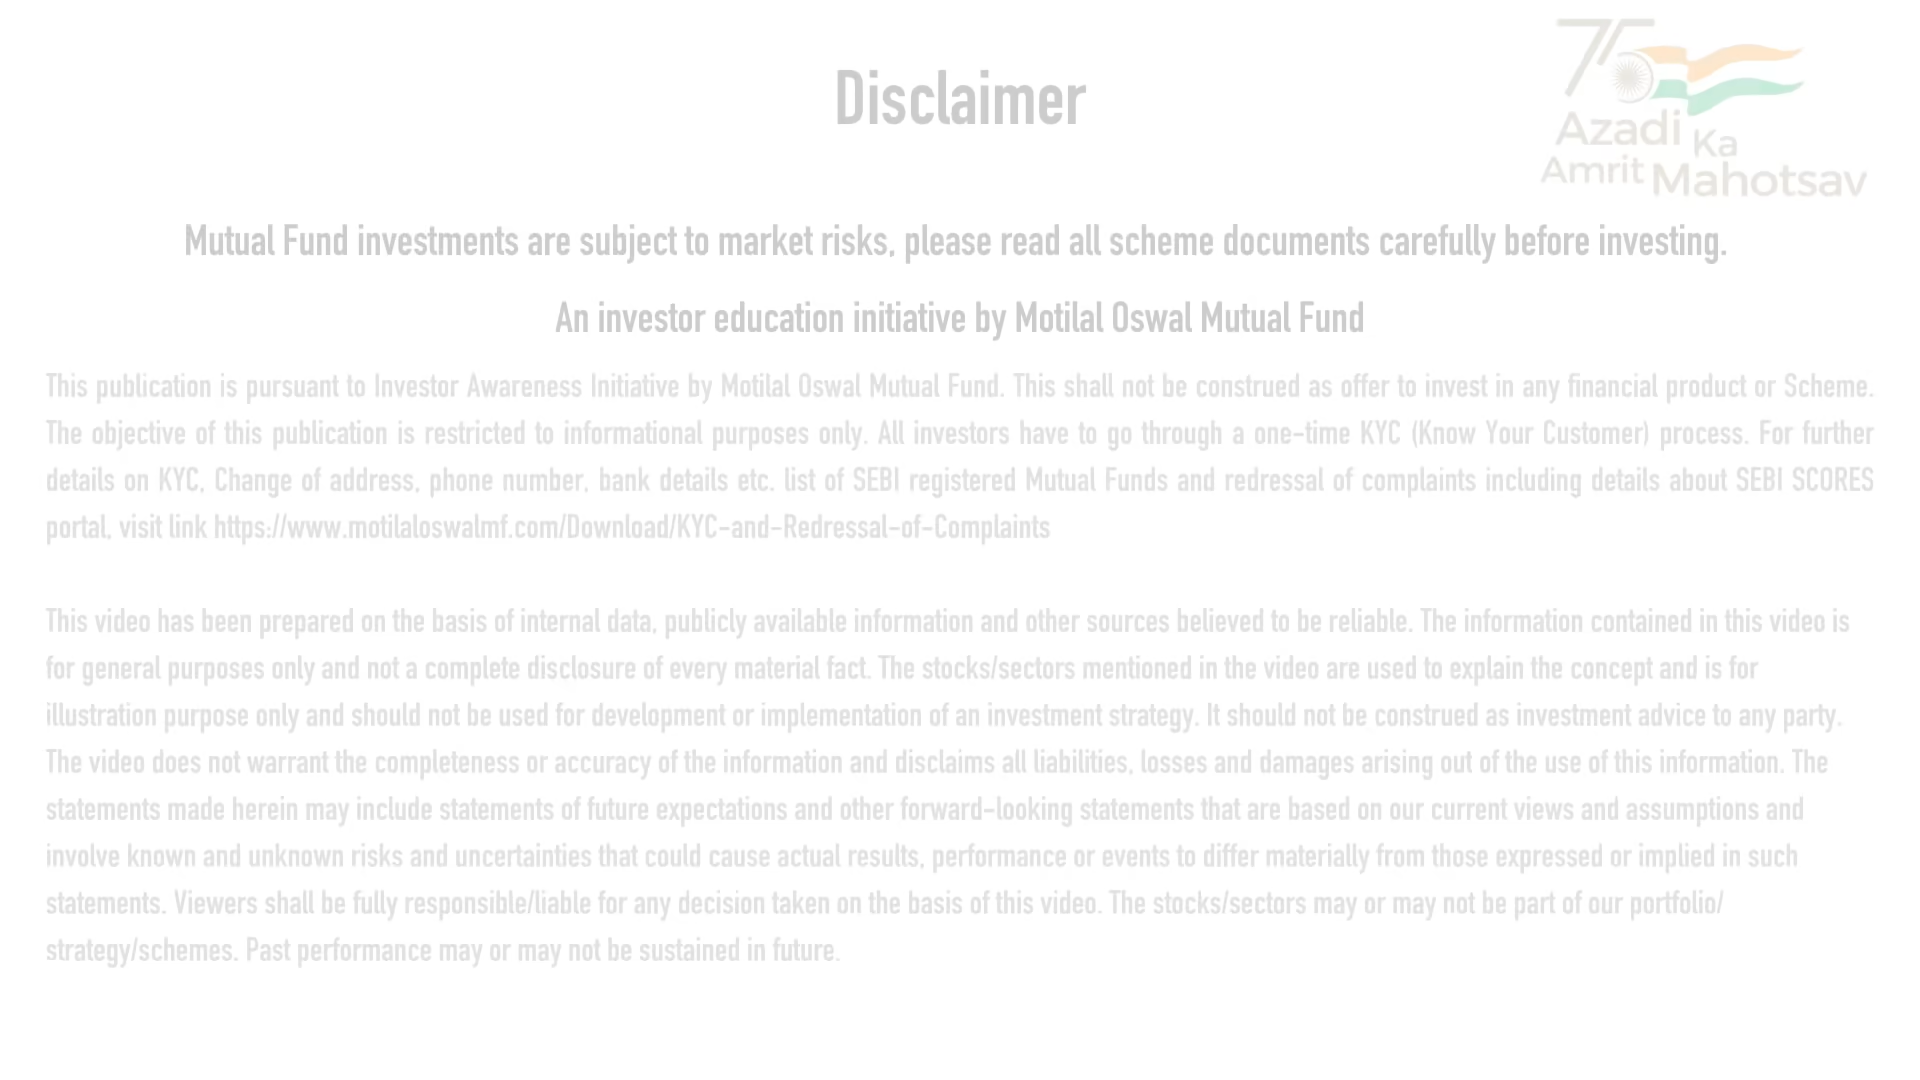 75
Azadi Ka
Amrit Mahotsav
Disclaimer
Mutual Fund investments are subject to market risks, please read all scheme documents carefully before investing.
An investor education initiative by Motilal Oswal Mutual Fund
This publication is pursuant to Investor Awareness Initiative by Motilal Oswal Mutual Fund. This shall not be construed as offer to invest in any financial product or Scheme.
The objective of this publication is restricted to informational purposes only. All investors have to go through a one-time KYC (Know Your Customer) process. For further
details on KYC, Change of address, phone number, bank details etc. list of SEBI registered Mutual Funds and redressal of complaints including details about SEBI SCORES
portal, visit link https://www.motilaloswalmf.com/Download/KYC-and-Redressal-of-Complaints
This video has been prepared on the basis of internal data, publicly available information and other sources believed to be reliable. The information contained in this video is
for general purposes only and not a complete disclosure of every material fact. The stocks/sectors mentioned in the video are used to explain the concept and is for
illustration purpose only and should not be used for development or implementation of an investment strategy. It should not be construed as investment advice to any party.
The video does not warrant the completeness or accuracy of the information and disclaims all liabilities, losses and damages arising out of the use of this information. The
statements made herein may include statements of future expectations and other forward-looking statements that are based on our current views and assumptions and
involve known and unknown risks and uncertainties that could cause actual results, performance or events to differ materially from those expressed or implied in such
statements. Viewers shall be fully responsible/liable for any decision taken on the basis of this video. The stocks/sectors may or may not be part of our portfolio/
strategy/schemes. Past performance may or may not be sustained in future.